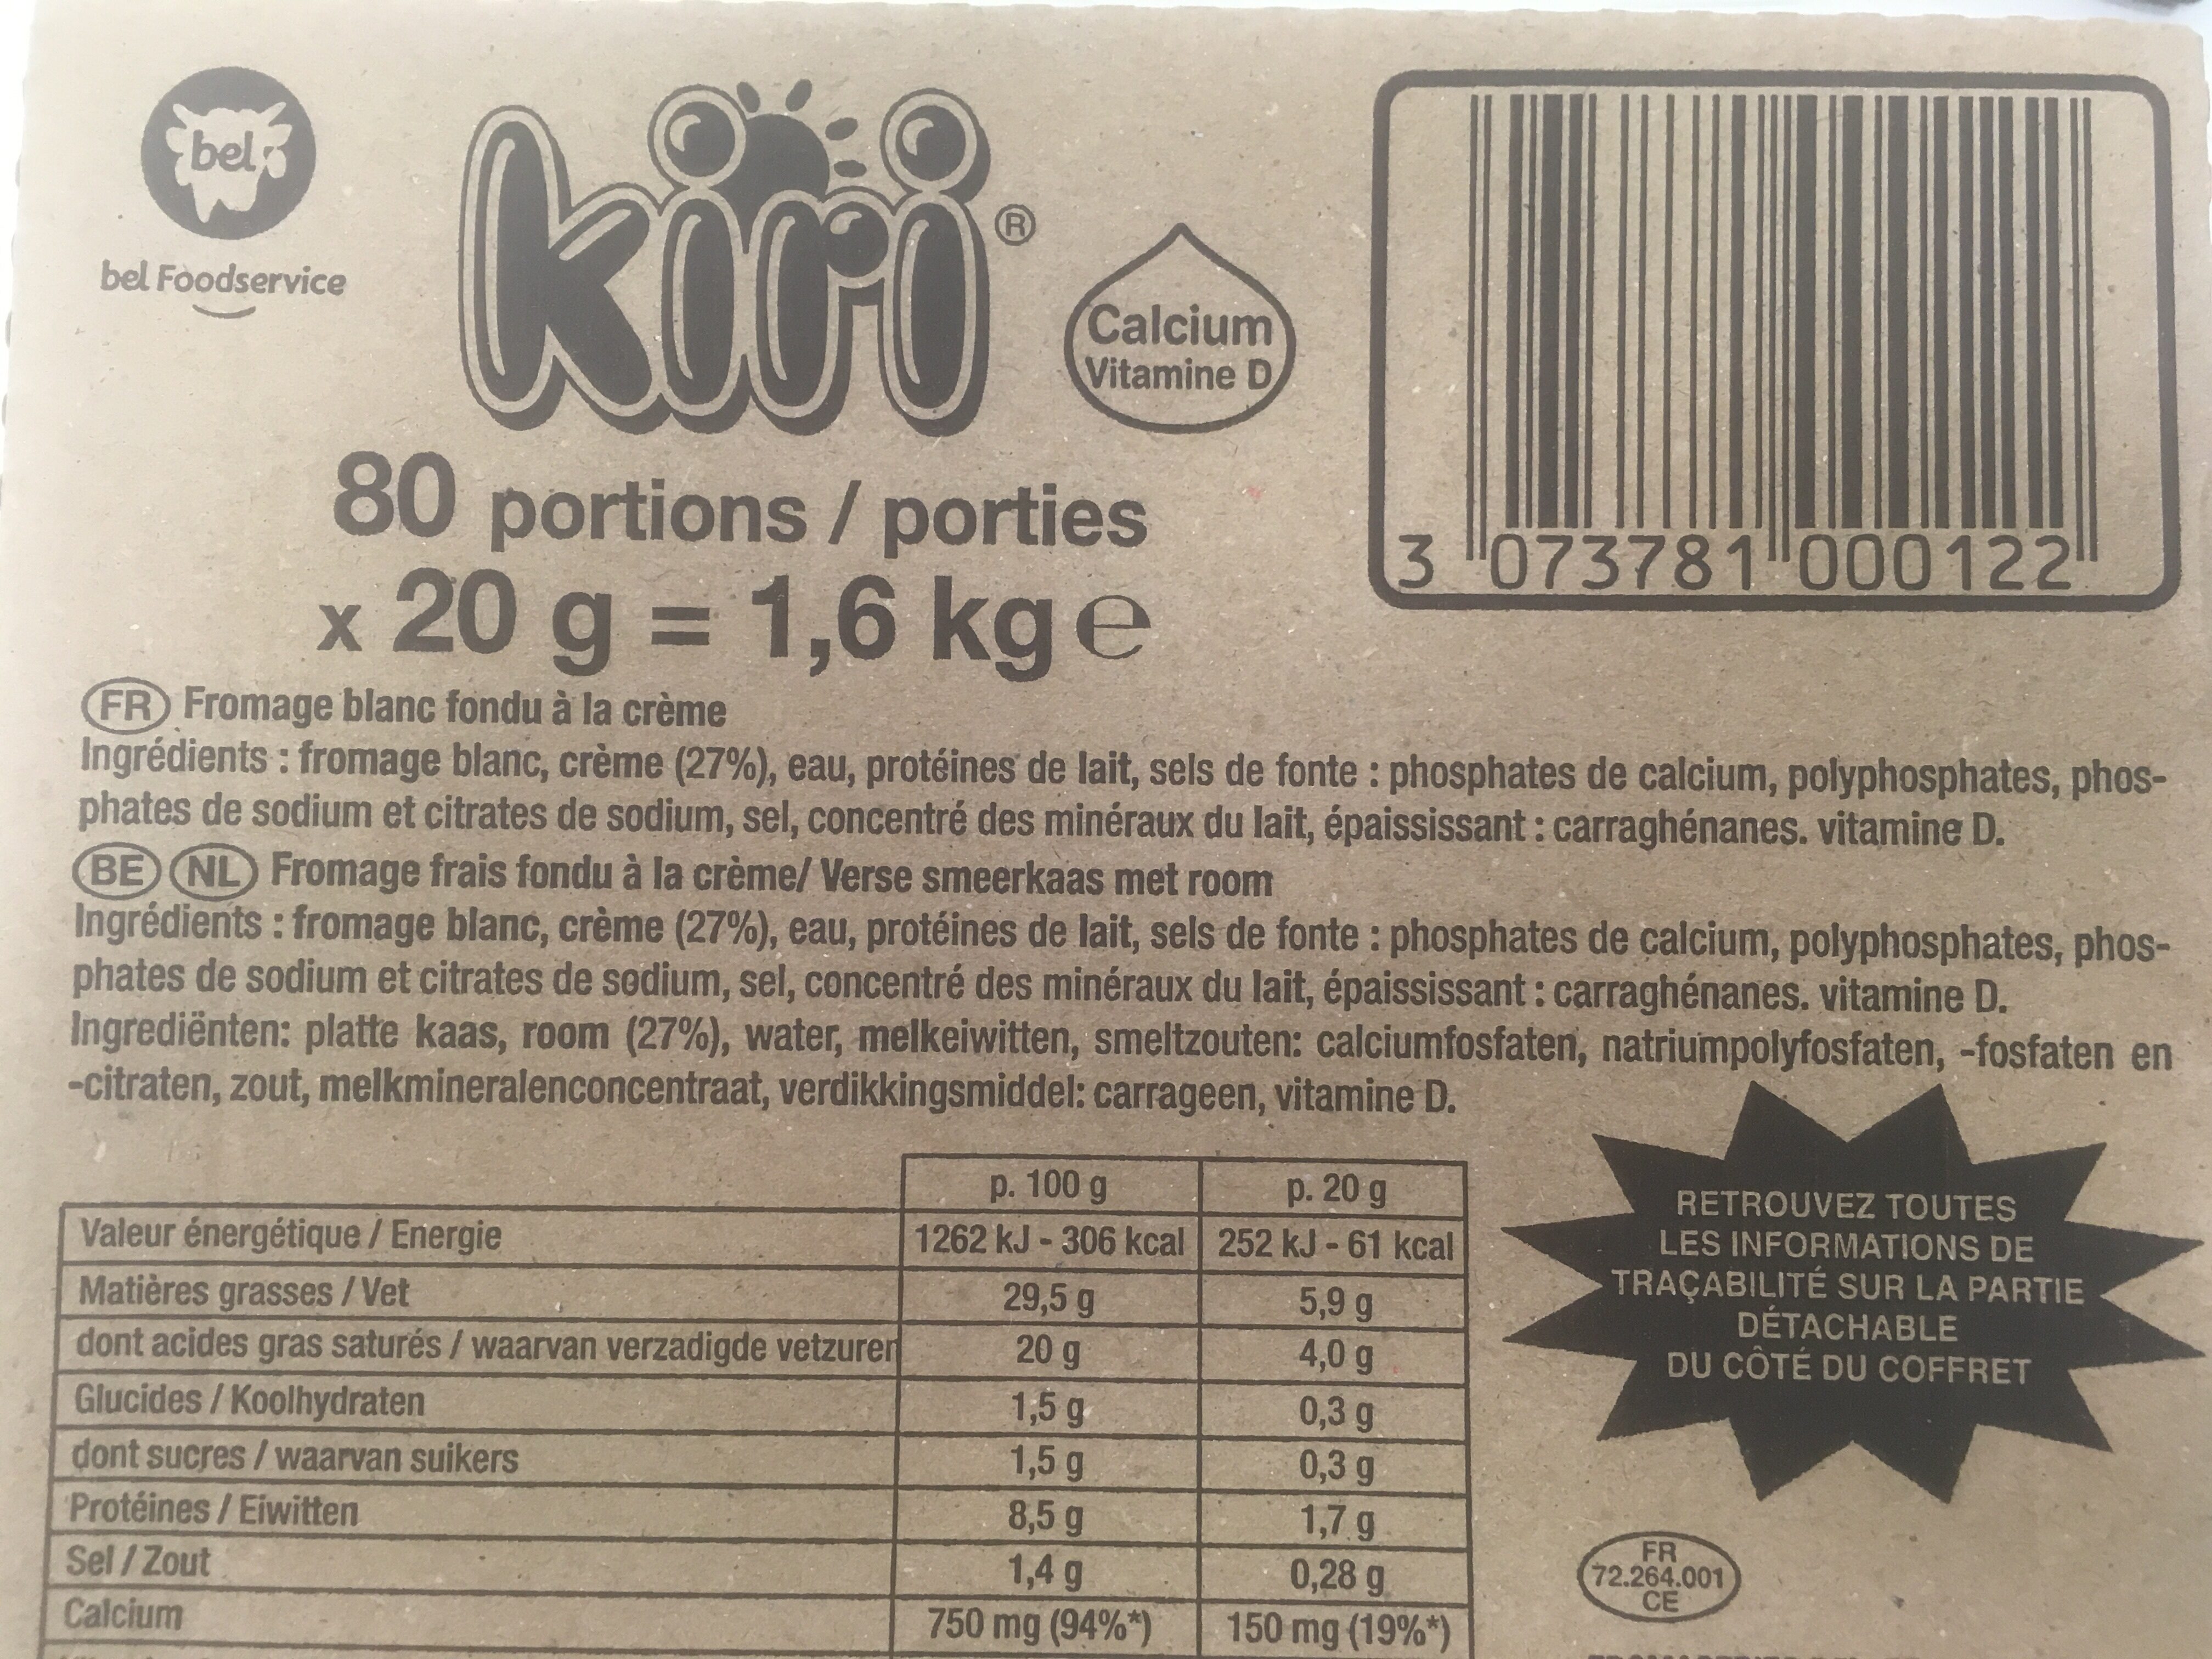 bel
bel Foodservice
kiri®
Calcium
Vitamine D
3 073781 000122
80 portions / porties
x 20 g = 1,6 kg e
FR Fromage blanc fondu à la crème
Ingrédients : fromage blanc, crème (27%), eau, protéines de lait, sels de fonte : phosphates de calcium, polyphosphates, phos-
phates de sodium et citrates de sodium, sel, concentré des minéraux du lait, épaississant : carraghénanes. vitamine D.
BE NL Fromage frais fondu à la crème/ Verse smeerkaas met room
Ingrédients : fromage blanc, crème (27%), eau, protéines de lait, sels de fonte : phosphates de calcium, polyphosphates, phos-
phates de sodium et citrates de sodium, sel, concentré des minéraux du lait, épaississant : carraghénanes. vitamine D.
Ingrediënten: platte kaas, room (27%), water, melkeiwitten, smeltzouten: calciumfosfaten, natriumpolyfosfaten, -fosfaten en
-citraten, zout, melkmineralenconcentraat, verdikkingsmiddel: carrageen, vitamine D.
p. 100 g p. 20 g
Valeur énergétique / Energie 1262 kJ - 306 kcal 252 kJ - 61 kcal
Matières grasses / Vet 29,5 g 5,9 g
dont acides gras saturés / waarvan verzadigde vetzuren 20 g 4,0 g
Glucides / Koolhydraten 1,5 g 0,3 g
dont sucres / waarvan suikers 1,5 g 0,3 g
Protéines / Eiwitten 8,5 g 1,7 g
Sel / Zout 1,4 g 0,28 g
Calcium 750 mg (94%*) 150 mg (19%*)
RETROUVEZ TOUTES
LES INFORMATIONS DE
TRAÇABILITÉ SUR LA PARTIE
DÉTACHABLE
DU CÔTÉ DU COFFRET
FR
72.264.001
CE